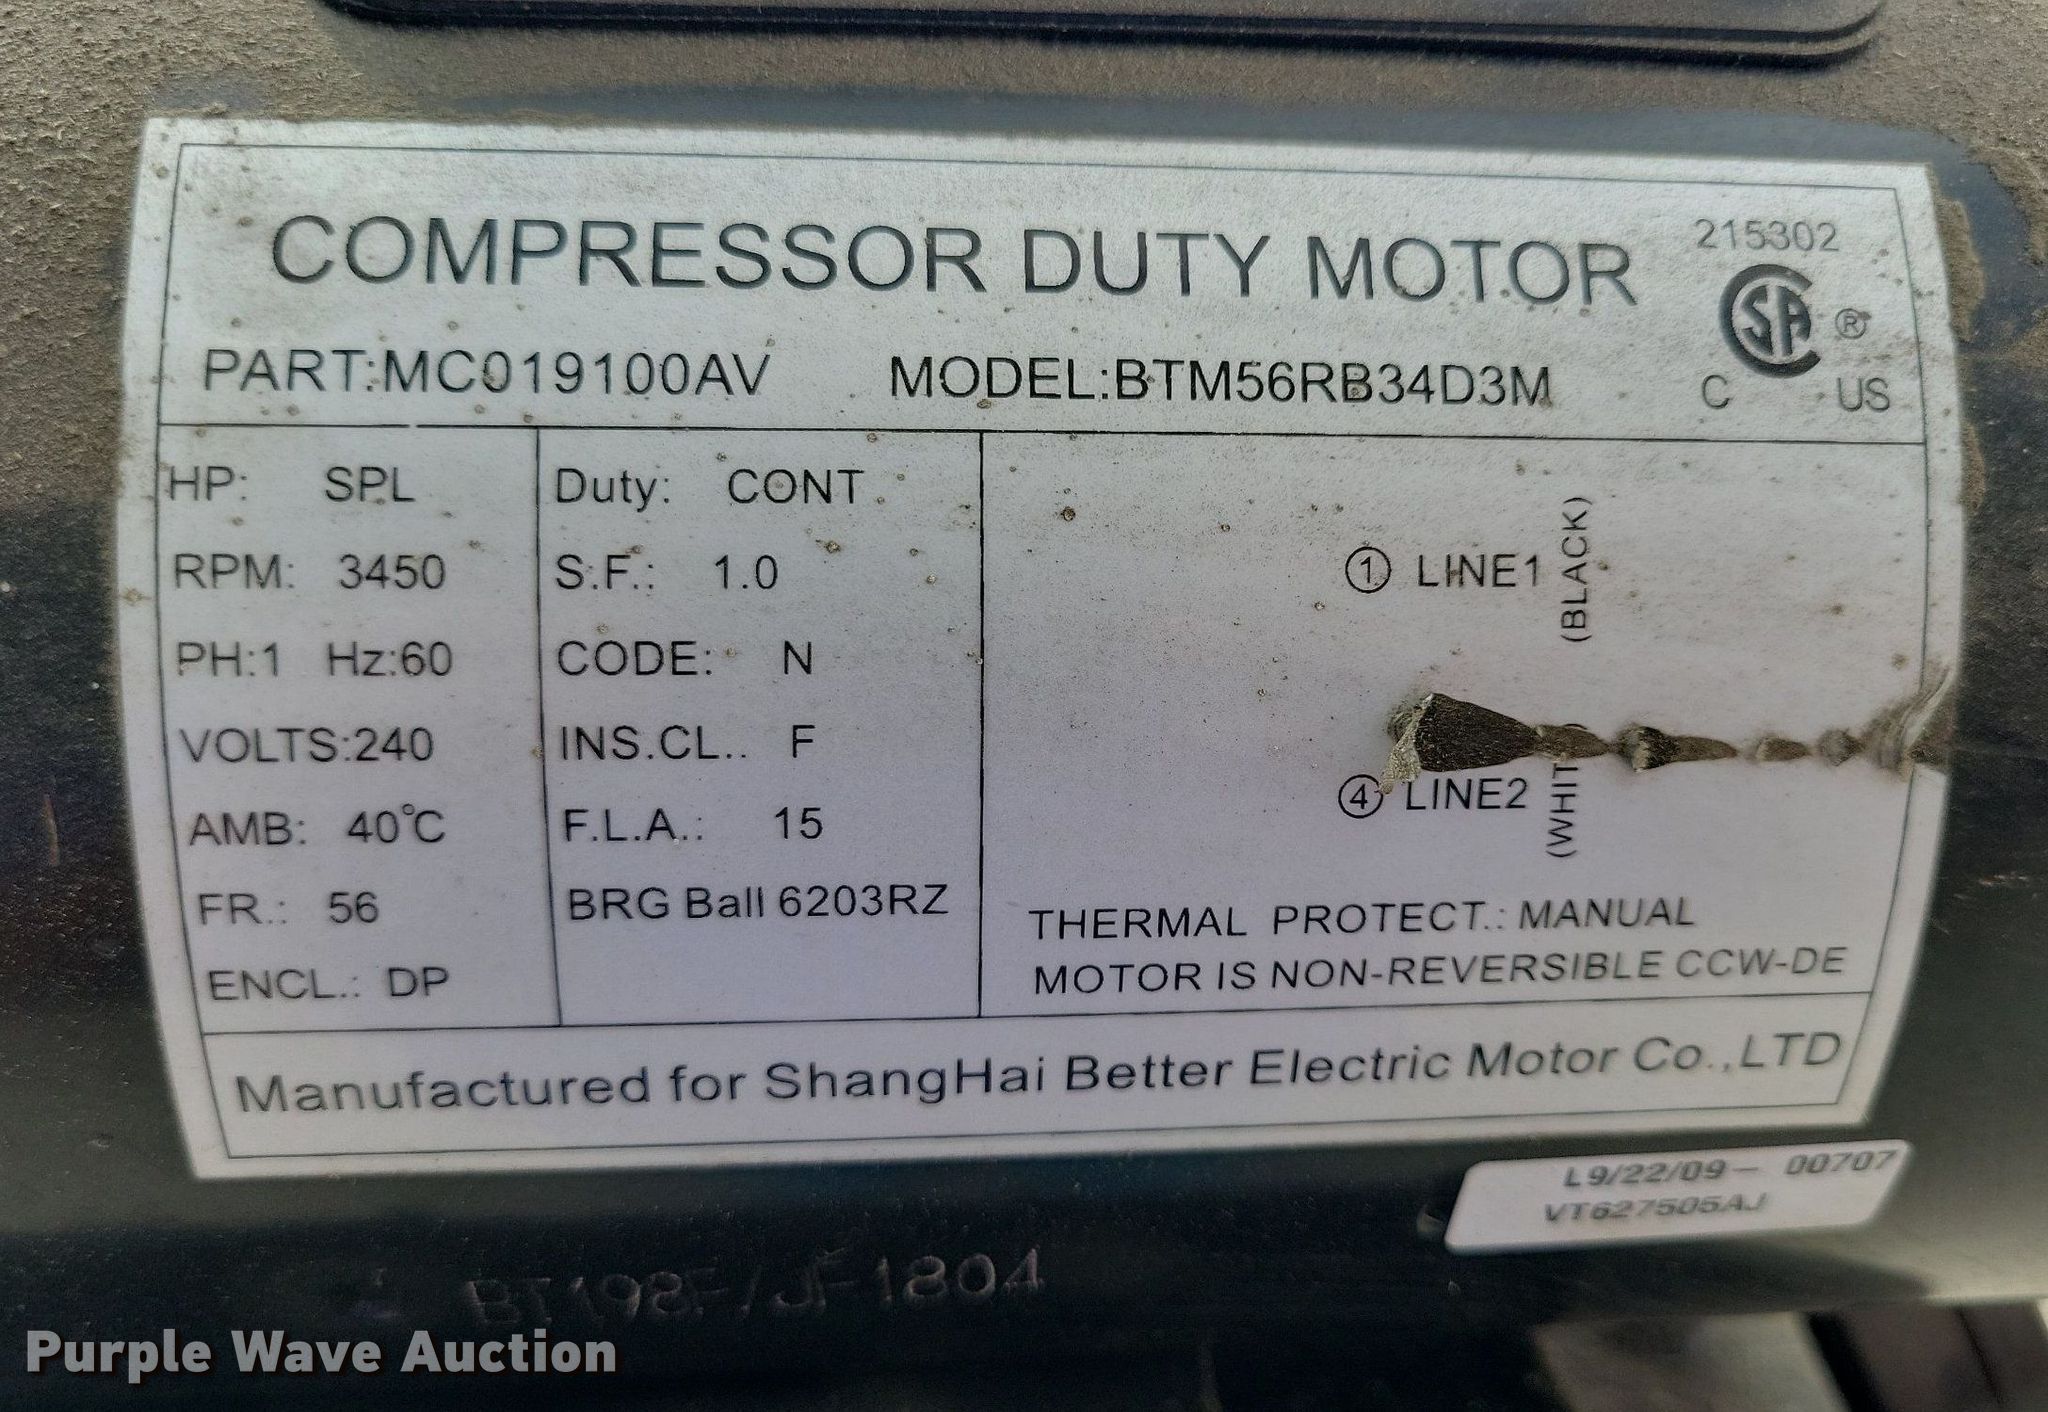 COMPRESSOR DUTY MOTOR
215302
SA ®
C US
PART:MC019100AV MODEL:BTM56RB34D3M
HP: SPL
RPM: 3450
PH:1 Hz:60
VOLTS:240
AMB: 40°C
FR.: 56
ENCL.: DP
Duty: CONT
S.F.: 1.0
CODE: N
INS.CL.. F
F.L.A.: 15
BRG Ball 6203RZ
① LINE1 (BLACK)
④ LINE2
THERMAL PROTECT.: MANUAL
MOTOR IS NON-REVERSIBLE CCW-DE
Manufactured for ShangHai Better Electric Motor Co.,LTD
L9/22/09- 00707
VT627505AJ
Purple Wave Auction